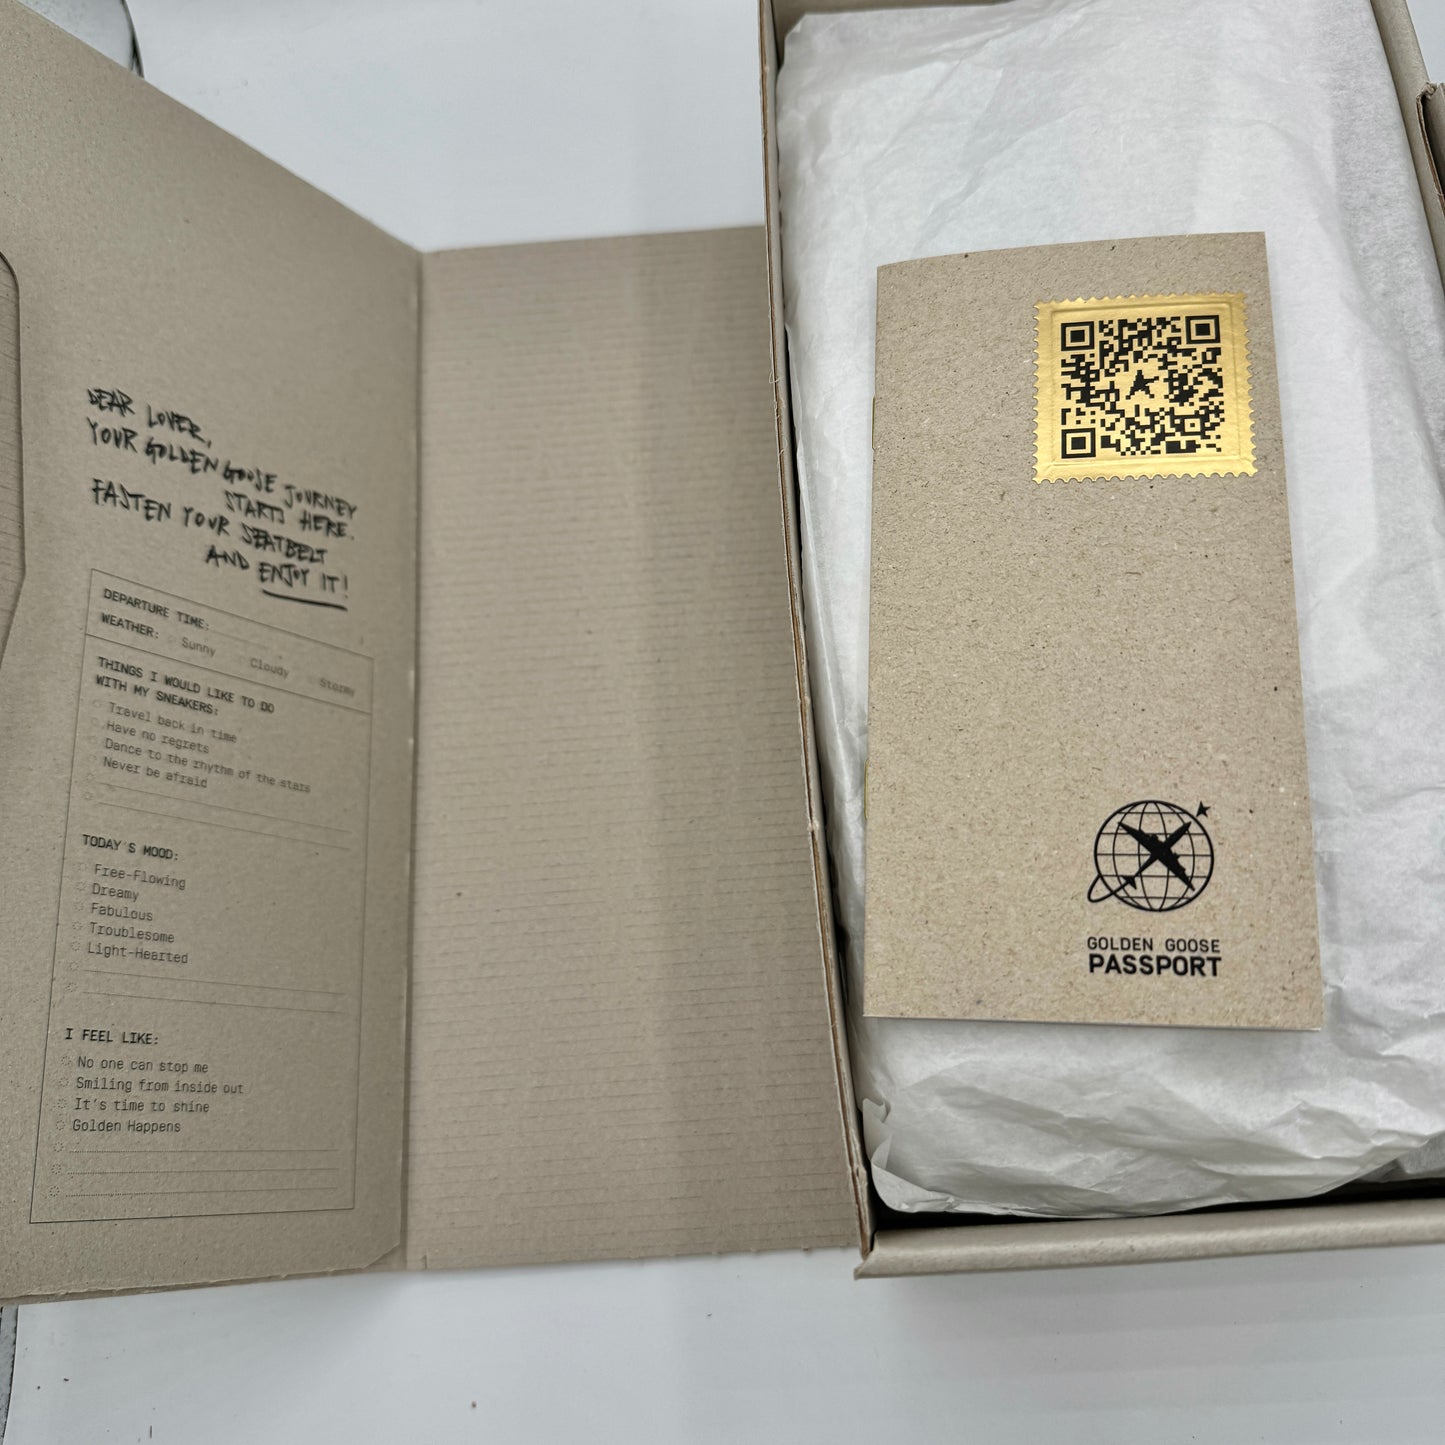 DEAR LOVER,
YOUR GOLDEN GOOSE JOURNEY
STARTS HERE.
FASTEN YOUR SEATBELT
AND ENJOY IT!
DEPARTURE TIME:
WEATHER: Sunny Cloudy Stormy
THINGS I WOULD LIKE TO DO
WITH MY SNEAKERS:
Travel back in time
Have no regrets
Dance to the rhythm of the stars
Never be afraid
TODAY'S MOOD:
Free-Flowing
Dreamy
Fabulous
Troublesome
Light-Hearted
I FEEL LIKE:
No one can stop me
Smiling from inside out
It's time to shine
Golden Happens
GOLDEN GOOSE
PASSPORT